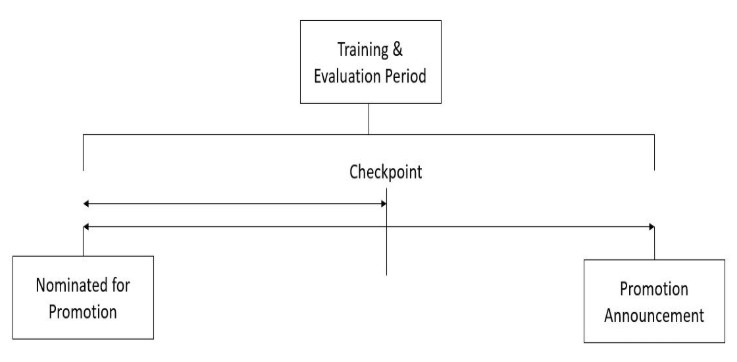 Training &
Evaluation Period
Checkpoint
Nominated for
Promotion
Promotion
Announcement